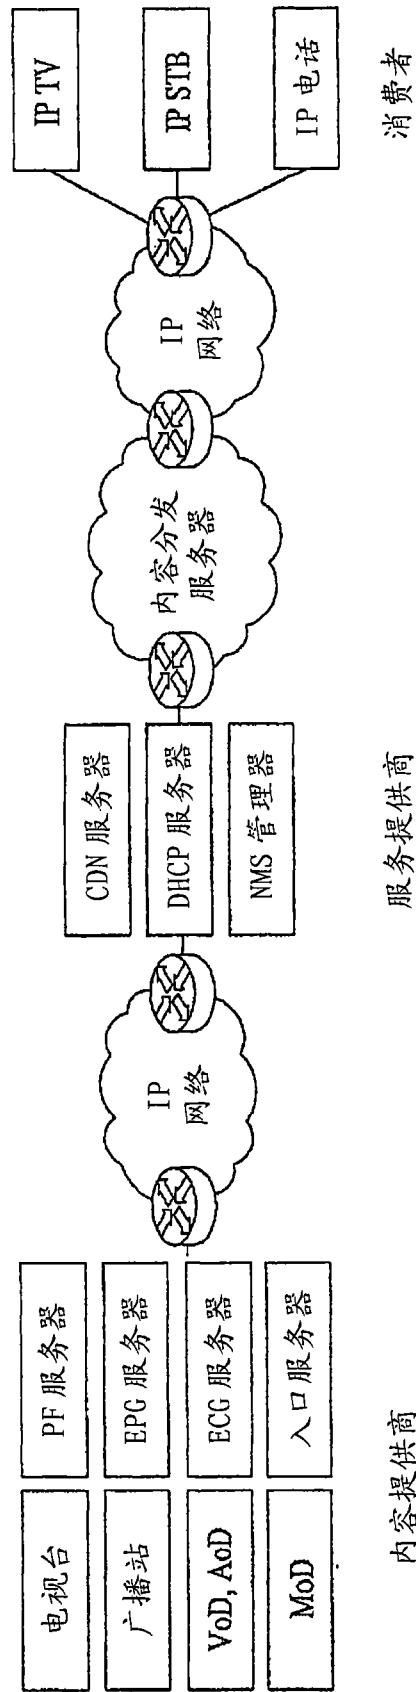 电视台
广播站
VoD, AoD
MoD
PF 服务器
EPG 服务器
ECG 服务器
入口服务器
内容提供商
IP
网络
CDN 服务器
DHCP 服务器
NMS 管理器
服务提供商
内容分发
服务器
IP
网络
IP TV
IP STB
IP 电话
消费者